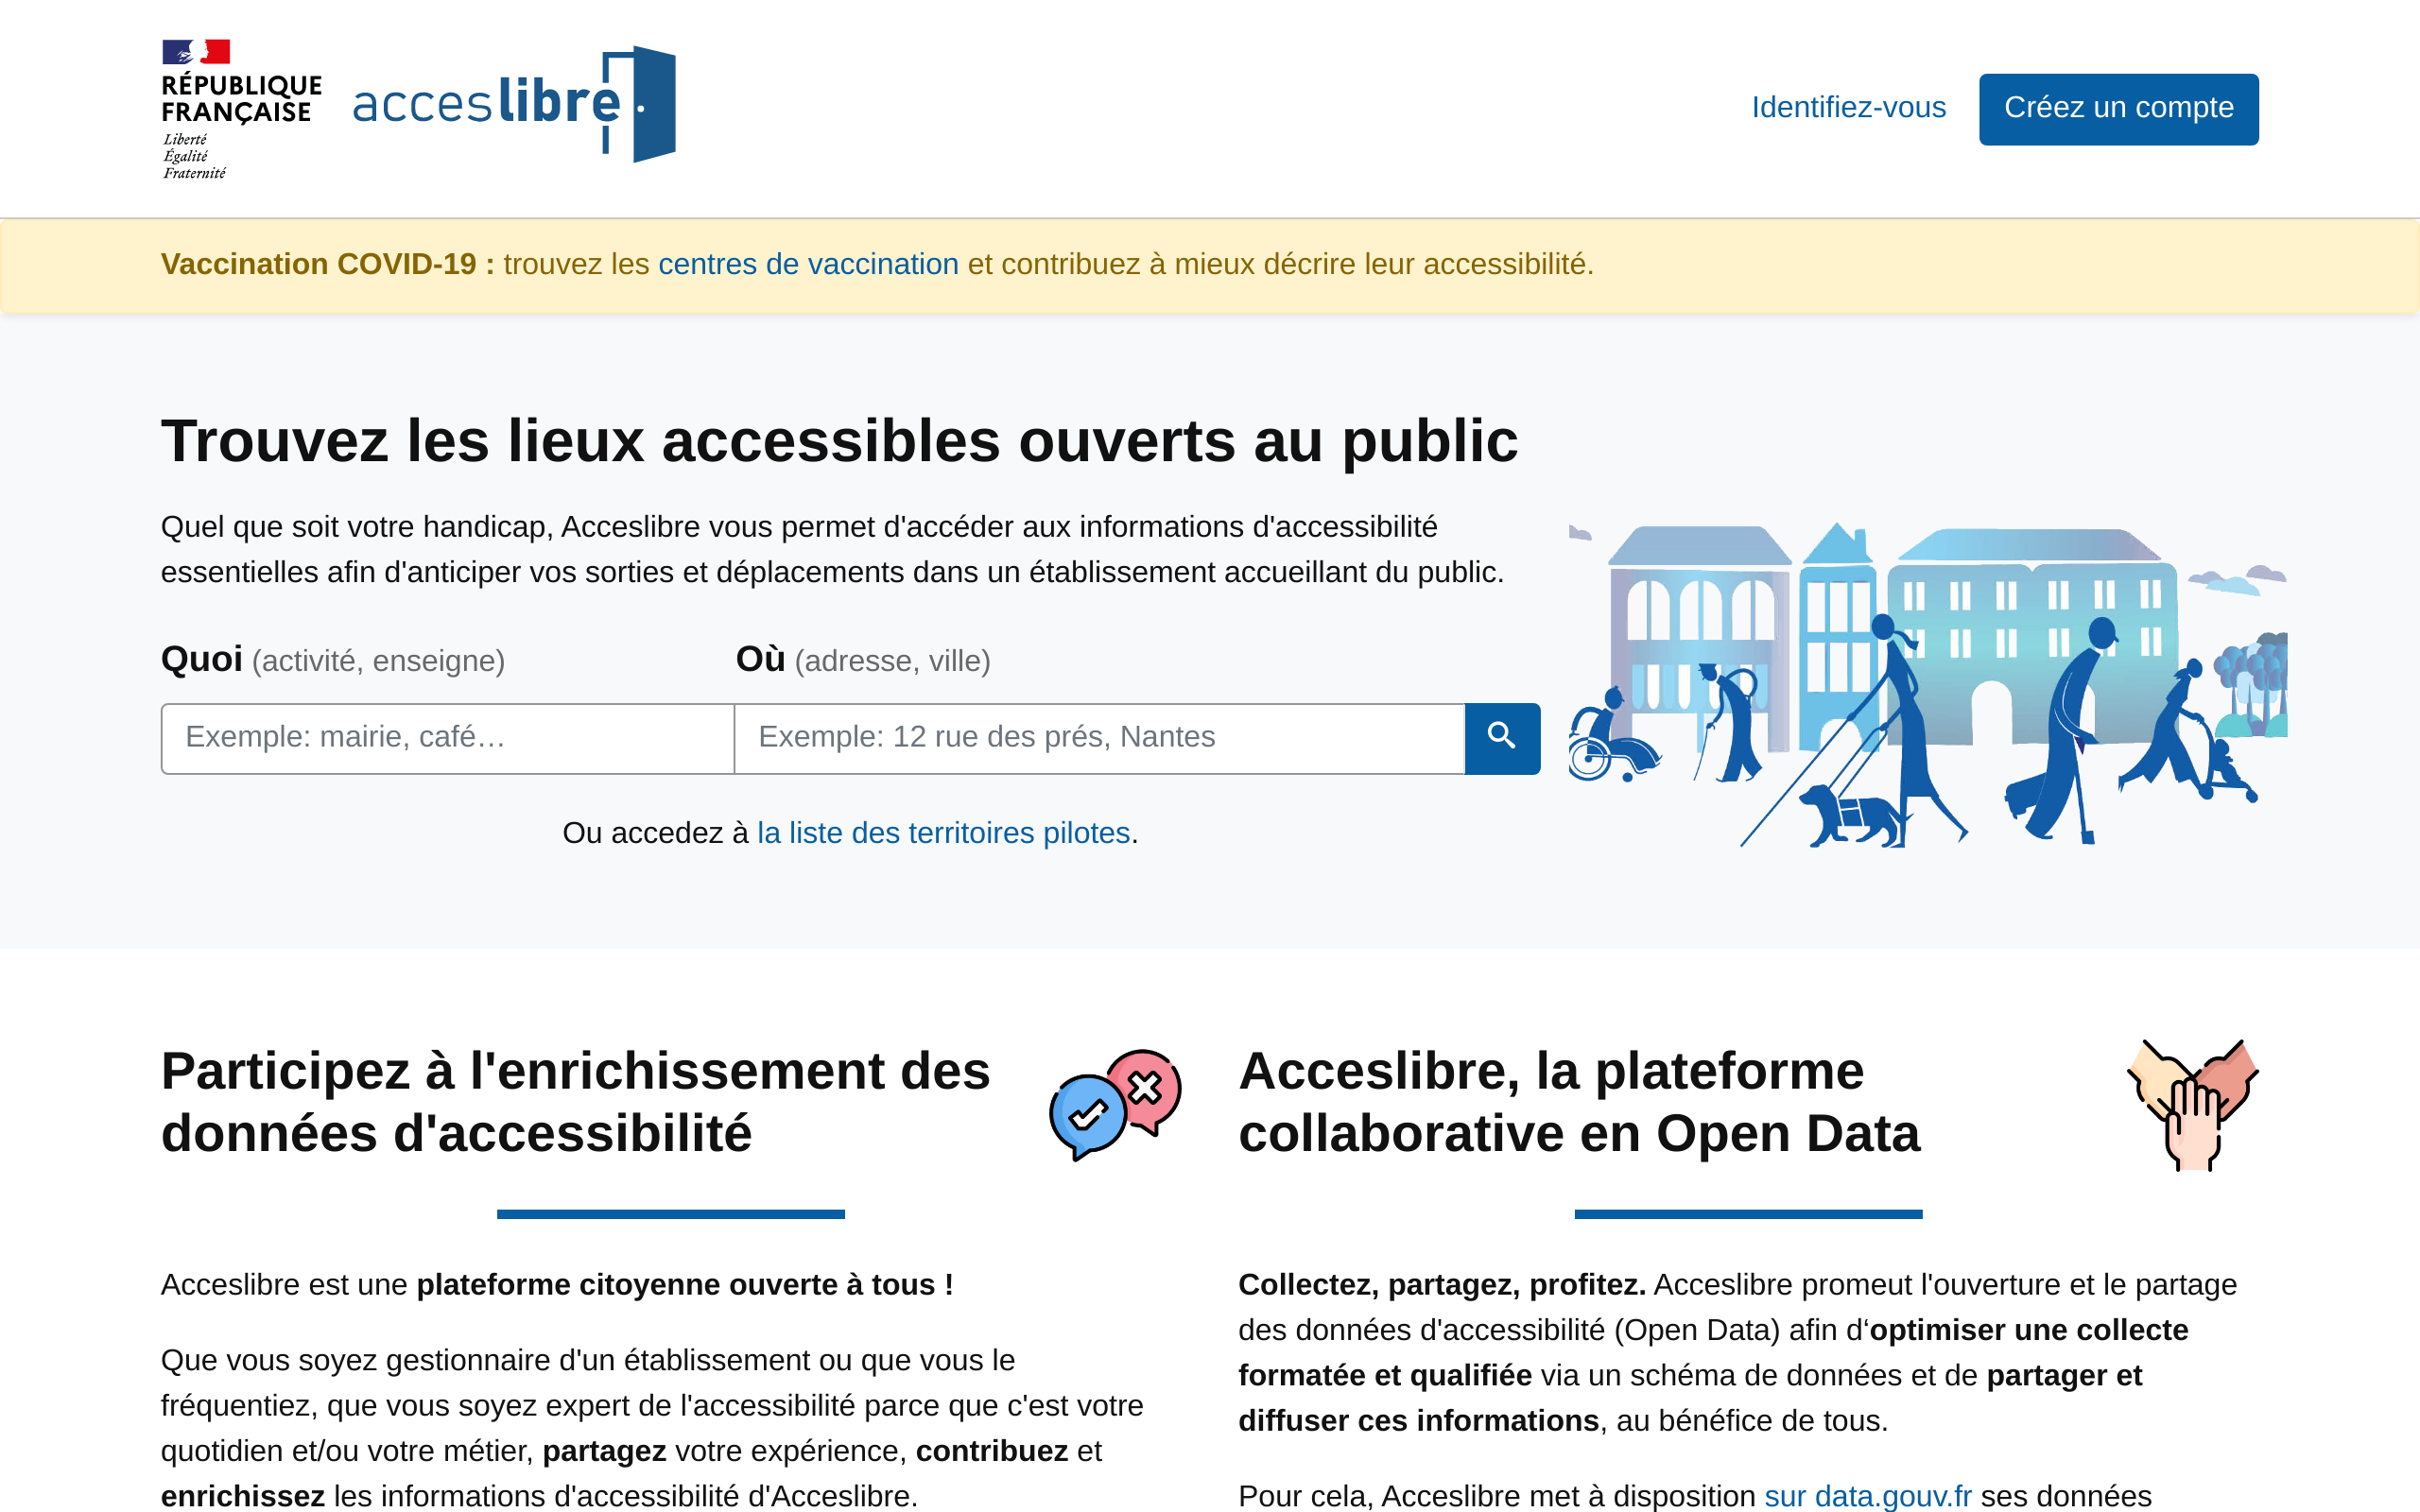 RÉPUBLIQUE
FRANÇAISE
Liberté
Égalité
Fraternité
acceslibre
Identifiez-vous
Créez un compte
Vaccination COVID-19 : trouvez les centres de vaccination et contribuez à mieux décrire leur accessibilité.
Trouvez les lieux accessibles ouverts au public
Quel que soit votre handicap, Acceslibre vous permet d'accéder aux informations d'accessibilité
essentielles afin d'anticiper vos sorties et déplacements dans un établissement accueillant du public.
Quoi (activité, enseigne)
Où (adresse, ville)
Exemple: mairie, café…
Exemple: 12 rue des prés, Nantes
Ou accedez à la liste des territoires pilotes.
Participez à l'enrichissement des
données d'accessibilité
Acceslibre est une plateforme citoyenne ouverte à tous !
Que vous soyez gestionnaire d'un établissement ou que vous le
fréquentiez, que vous soyez expert de l'accessibilité parce que c'est votre
quotidien et/ou votre métier, partagez votre expérience, contribuez et
enrichissez les informations d'accessibilité d'Acceslibre.
Acceslibre, la plateforme
collaborative en Open Data
Collectez, partagez, profitez. Acceslibre promeut l'ouverture et le partage
des données d'accessibilité (Open Data) afin d‘optimiser une collecte
formatée et qualifiée via un schéma de données et de partager et
diffuser ces informations, au bénéfice de tous.
Pour cela, Acceslibre met à disposition sur data.gouv.fr ses données